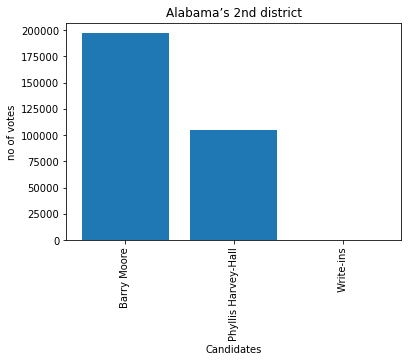 Alabama’s 2nd district
no of votes
200000
175000
150000
125000
100000
75000
50000
25000
0
Barry Moore
Phyllis Harvey-Hall
Write-ins
Candidates